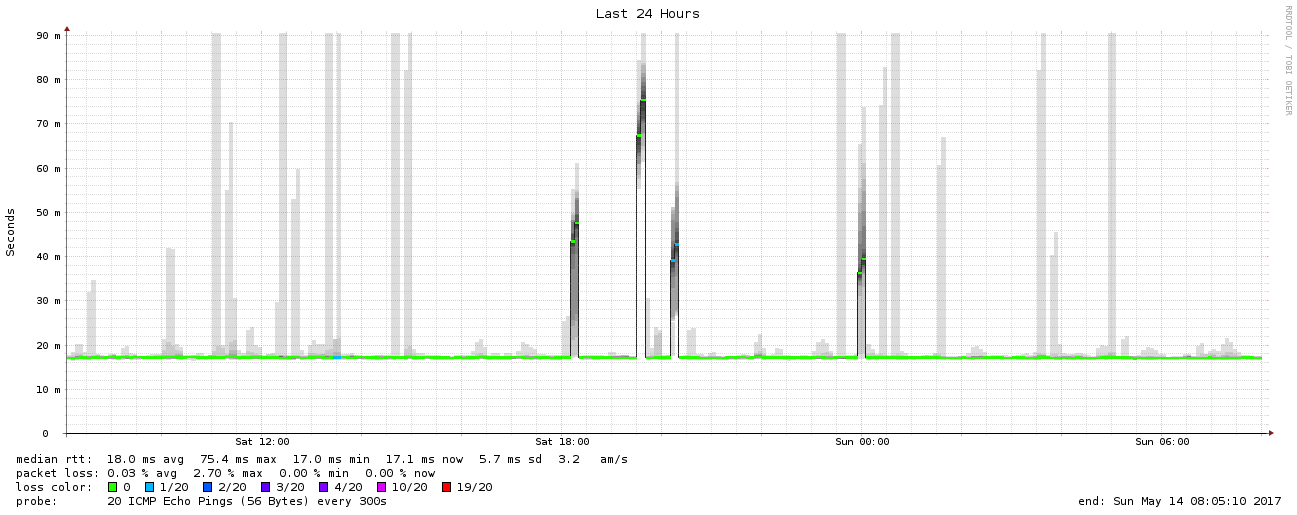 Last 24 Hours
RRDTOOL / TOBI OETIKER
Seconds
90 m
80 m
70 m
60 m
50 m
40 m
30 m
20 m
10 m
0
Sat 12:00 Sat 18:00 Sun 00:00 Sun 06:00
median rtt: 18.0 ms avg 75.4 ms max 17.0 ms min 17.1 ms now 5.7 ms sd 3.2 am/s
packet loss: 0.03 % avg 2.70 % max 0.00 % min 0.00 % now
loss color: 0 1/20 2/20 3/20 4/20 10/20 19/20
probe: 20 ICMP Echo Pings (56 Bytes) every 300s end: Sun May 14 08:05:10 2017